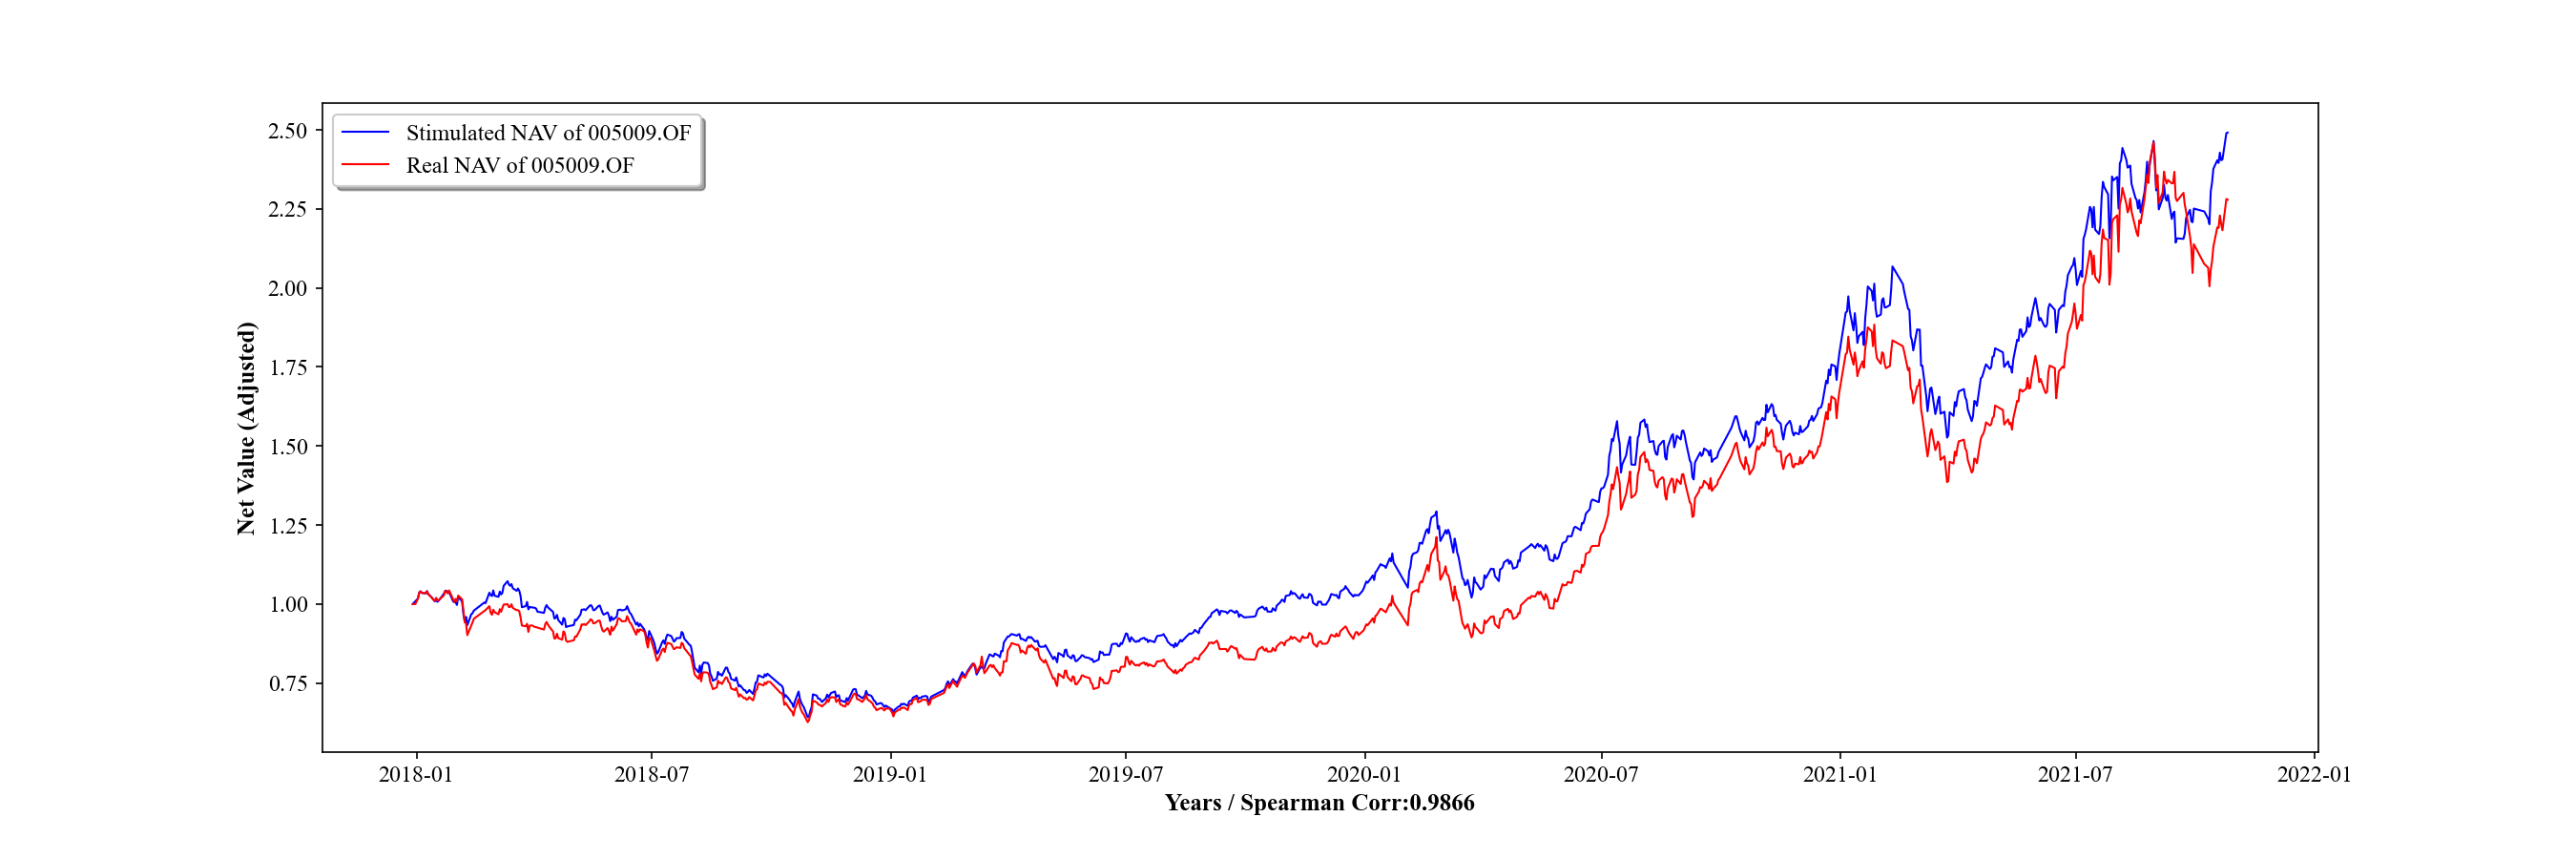 Stimulated NAV of 005009.OF
Real NAV of 005009.OF
2.50
2.25
2.00
1.75
1.50
1.25
1.00
0.75
Net Value (Adjusted)
2018-01 2018-07 2019-01 2019-07 2020-01 2020-07 2021-01 2021-07 2022-01
Years / Spearman Corr:0.9866